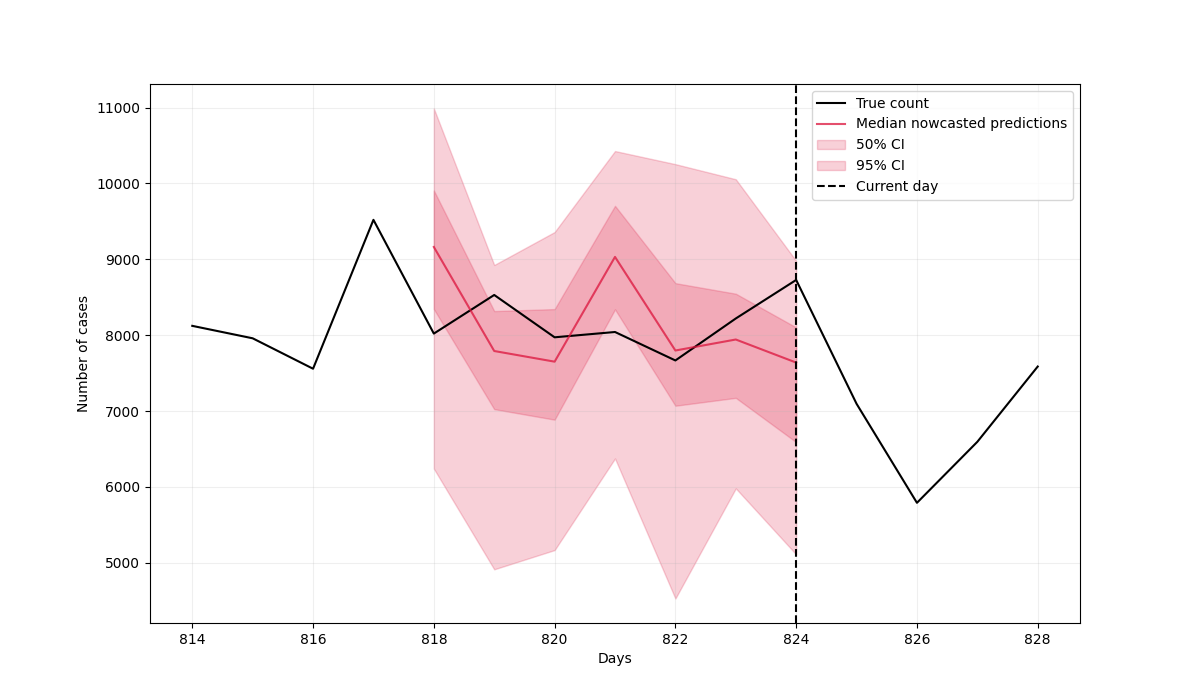 11000
10000
9000
8000
7000
6000
5000
Number of cases
True count
Median nowcasted predictions
50% CI
95% CI
Current day
814 816 818 820 822 824 826 828
Days